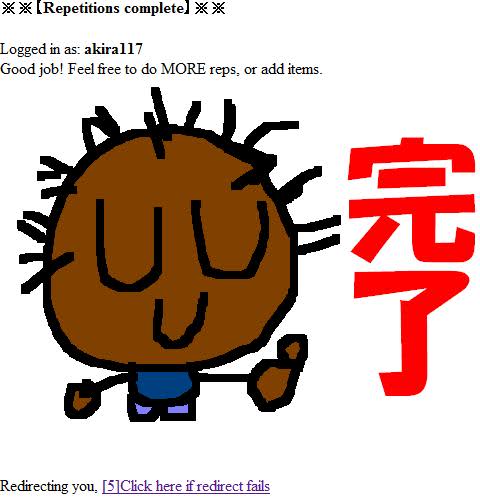 ※※【Repetitions complete】※※
Logged in as: akira117
Good job! Feel free to do MORE reps, or add items.
完了
Redirecting you, [5]Click here if redirect fails